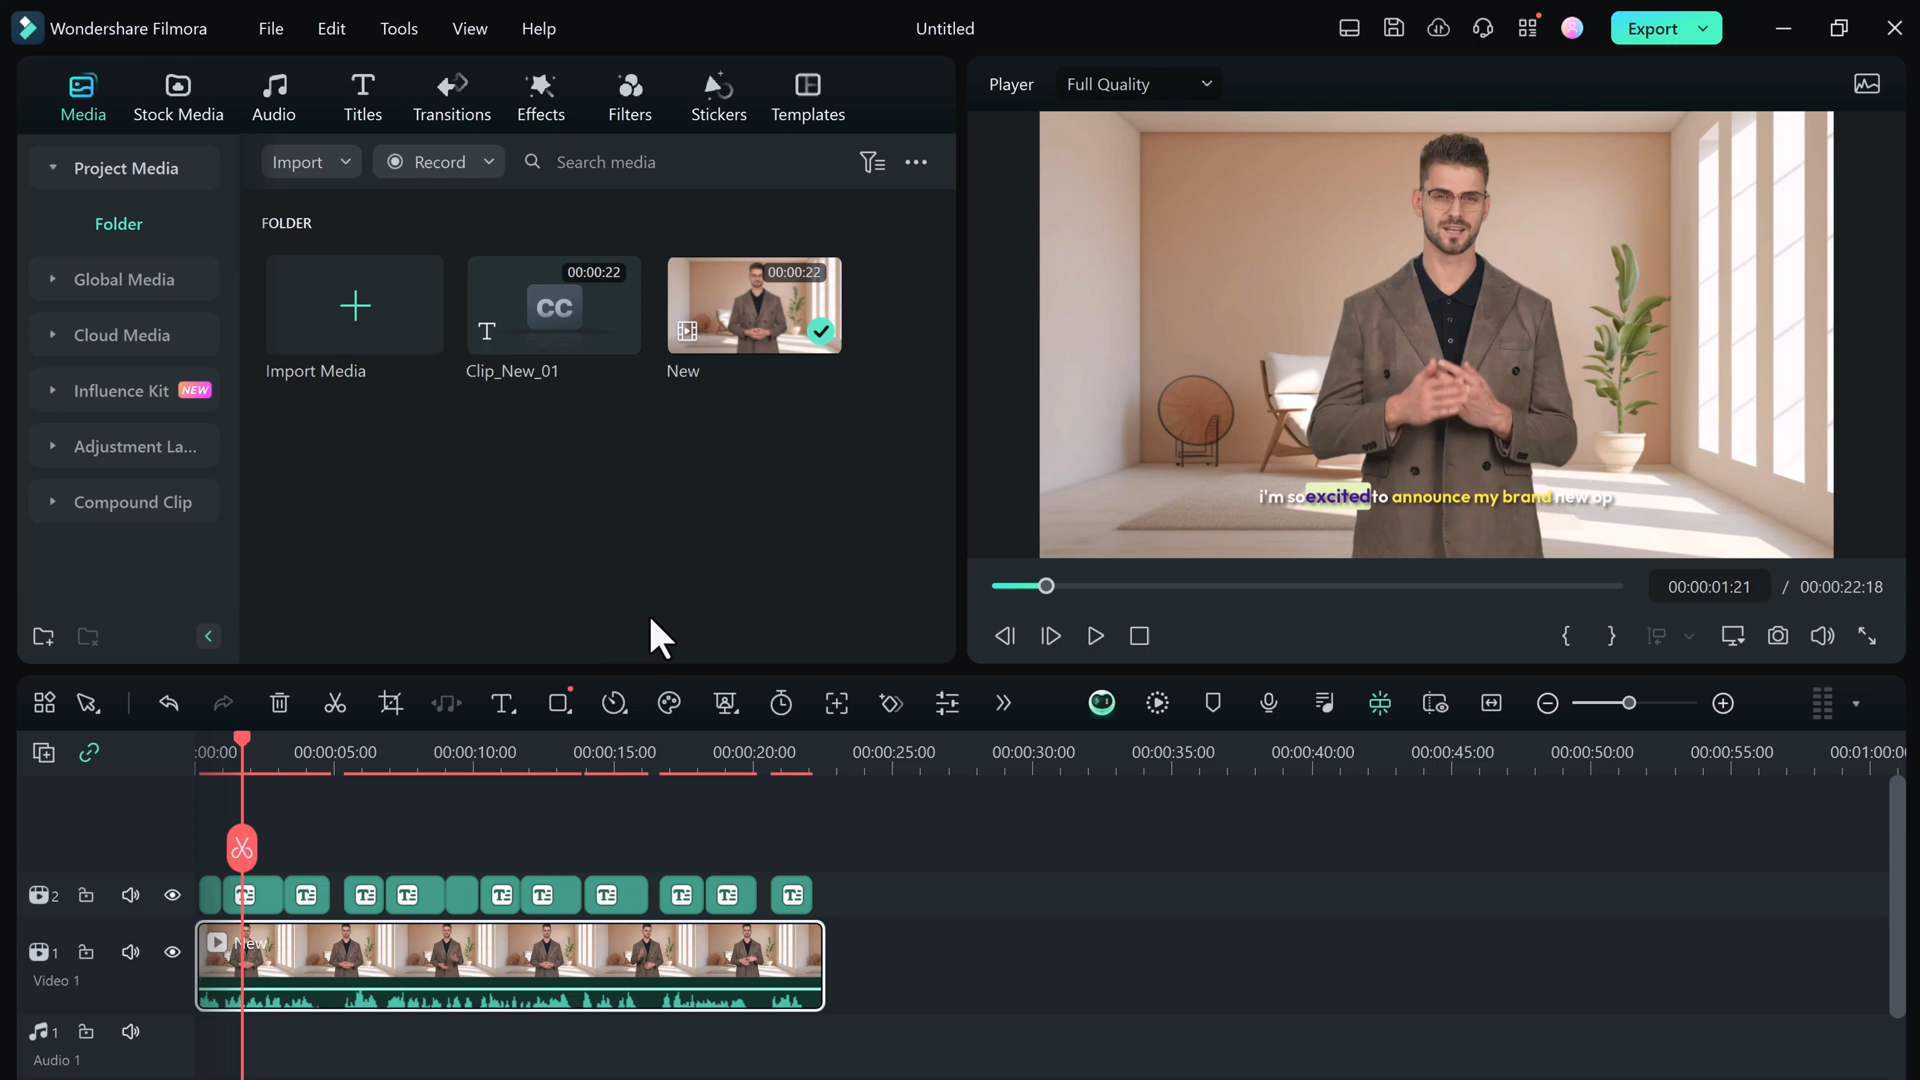 Wondershare Filmora
File
Edit
Tools
View
Help
Untitled
Export
Media
Stock Media
Audio
Titles
Transitions
Effects
Filters
Stickers
Templates
Player
Full Quality
Project Media
Folder
Global Media
Cloud Media
Influence Kit NEW
Adjustment La...
Compound Clip
Import
Record
Search media
FOLDER
Import Media
00:00:22
CC
T
Clip_New_01
00:00:22
New
i'm so excited to announce my brand new op
00:00:01:21 / 00:00:22:18
:00:00
00:00:05:00
00:00:10:00
00:00:15:00
00:00:20:00
00:00:25:00
00:00:30:00
00:00:35:00
00:00:40:00
00:00:45:00
00:00:50:00
00:00:55:00
00:01:00:0
2
1
New
Video 1
1
Audio 1